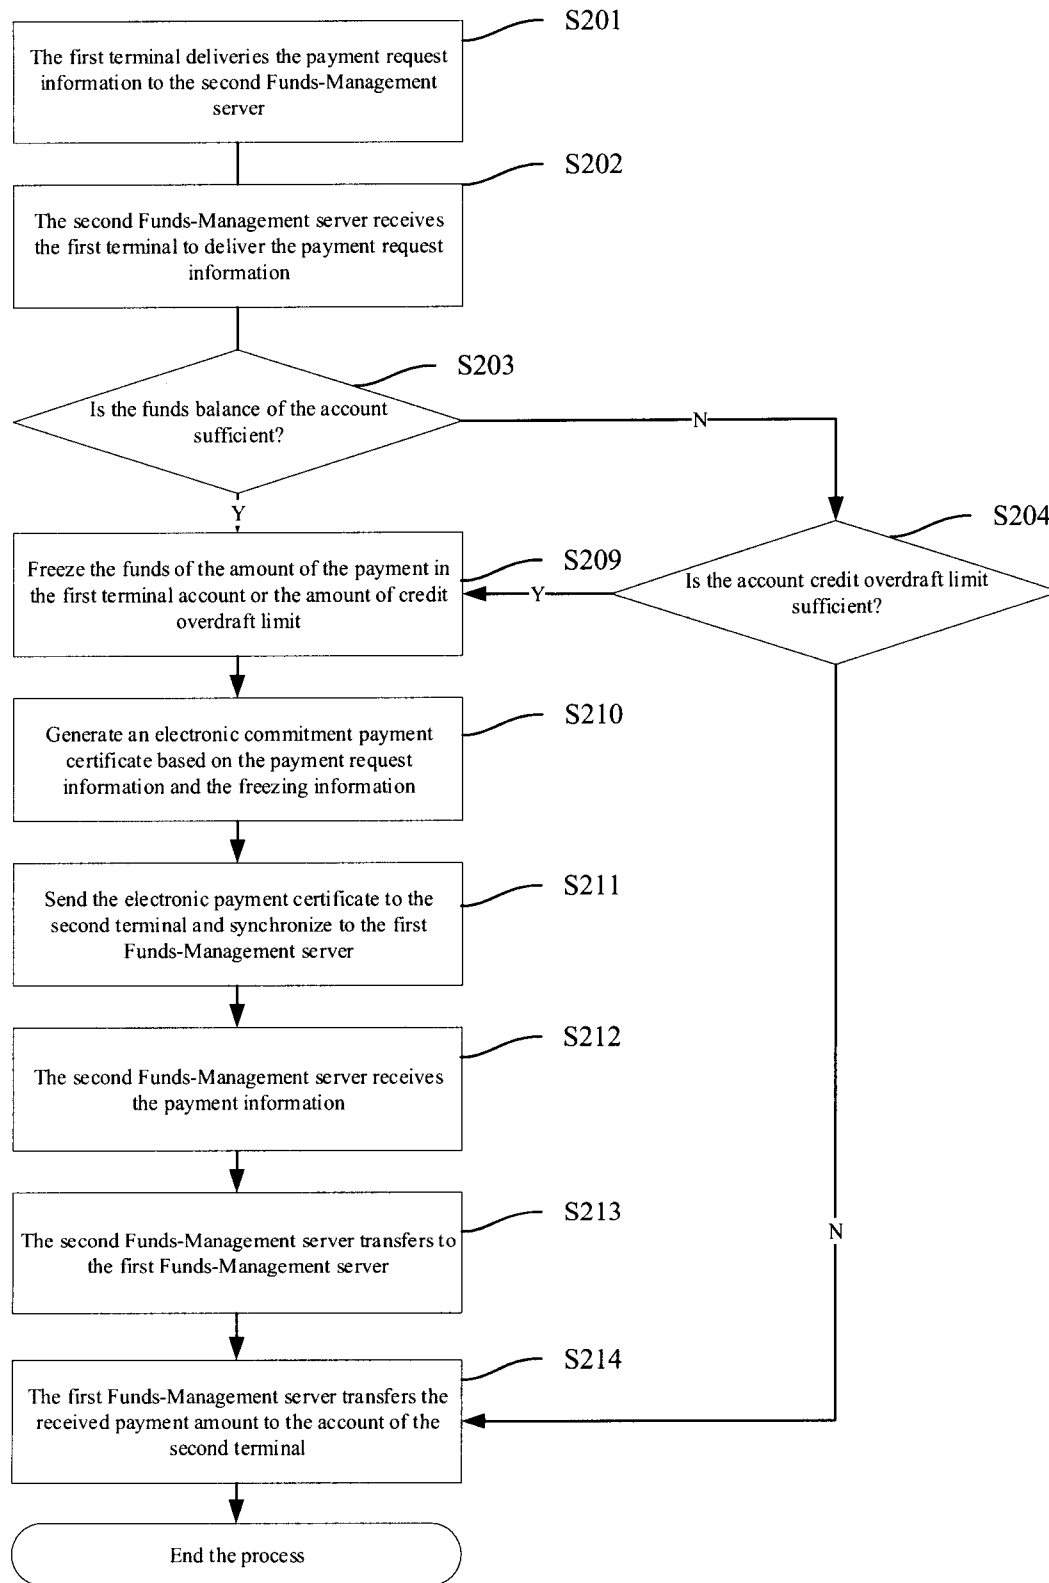 S201
The first terminal deliveries the payment request
information to the second Funds-Management
server
S202
The second Funds-Management server receives
the first terminal to deliver the payment request
information
S203
Is the funds balance of the account
sufficient?
N
Y
S204
Is the account credit overdraft limit
sufficient?
Y
S209
Freeze the funds of the amount of the payment in
the first terminal account or the amount of credit
overdraft limit
S210
Generate an electronic commitment payment
certificate based on the payment request
information and the freezing information
S211
Send the electronic payment certificate to the
second terminal and synchronize to the first
Funds-Management server
S212
The second Funds-Management server receives
the payment information
S213
The second Funds-Management server transfers to
the first Funds-Management server
N
S214
The first Funds-Management server transfers the
received payment amount to the account of the
second terminal
End the process